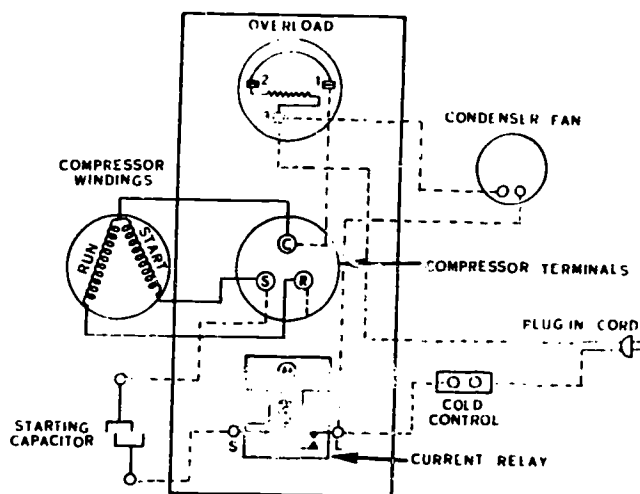 OVERLOAD
2
1
3
CONDENSER FAN
COMPRESSOR
WINDINGS
RUN
START
C
S
R
COMPRESSOR TERMINALS
PLUG IN CORD
COLD
CONTROL
STARTING
CAPACITOR
S
L
CURRENT RELAY